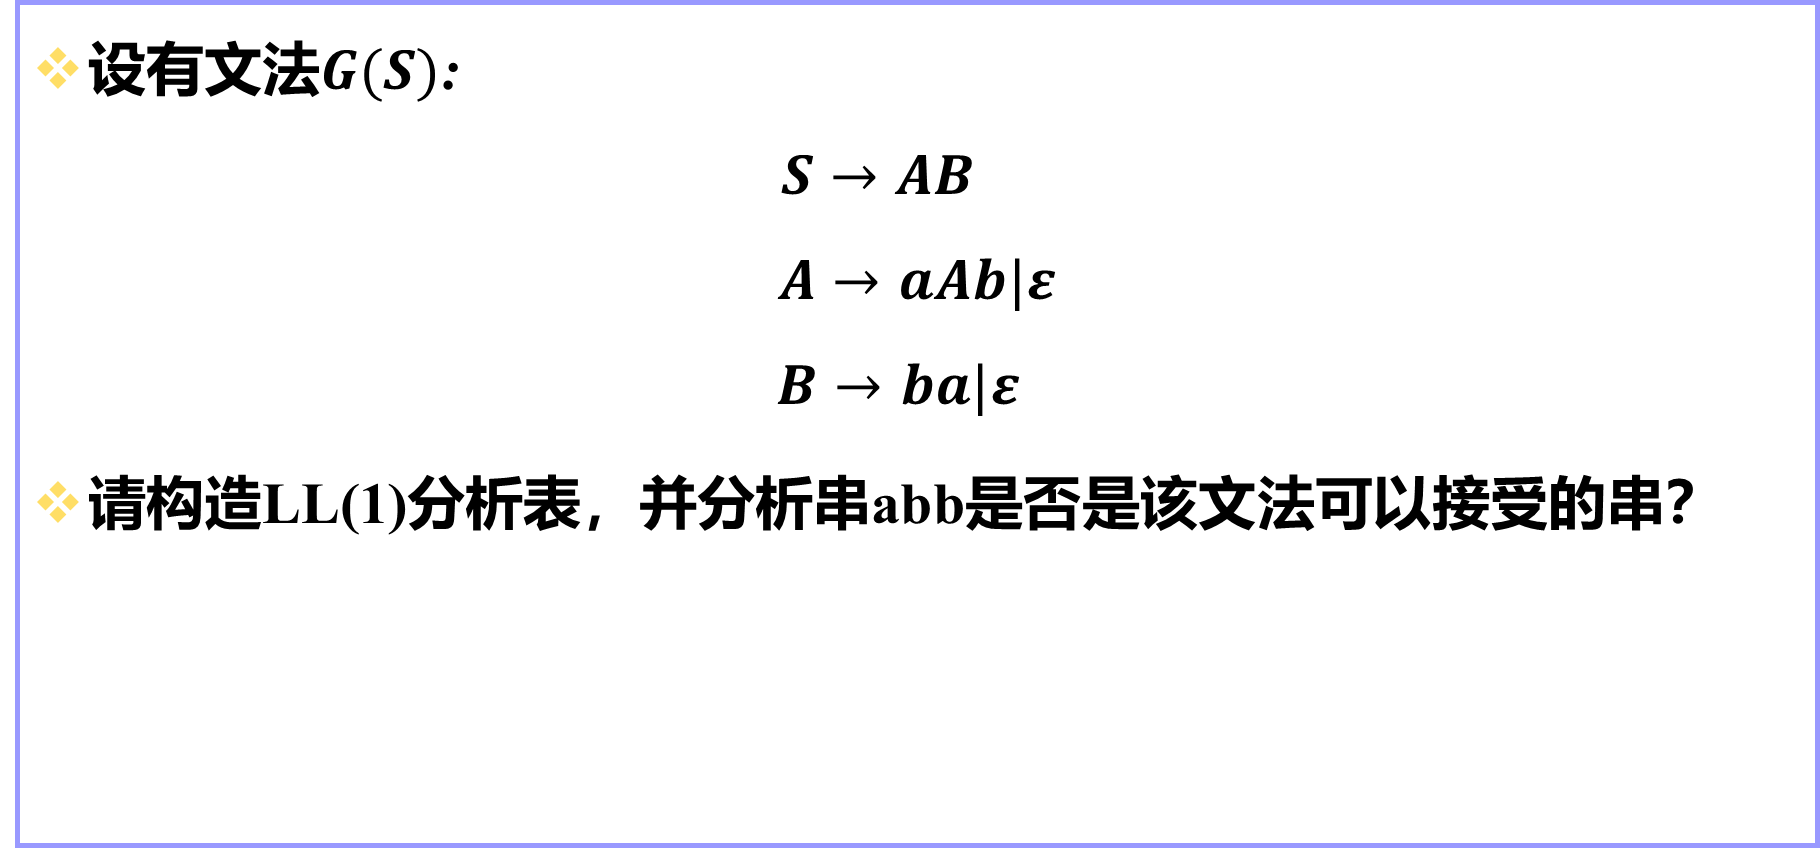 设有文法G(S):
S → AB
A → aAb|ε
B → ba|ε
请构造LL(1)分析表，并分析串abb是否是该文法可以接受的串?